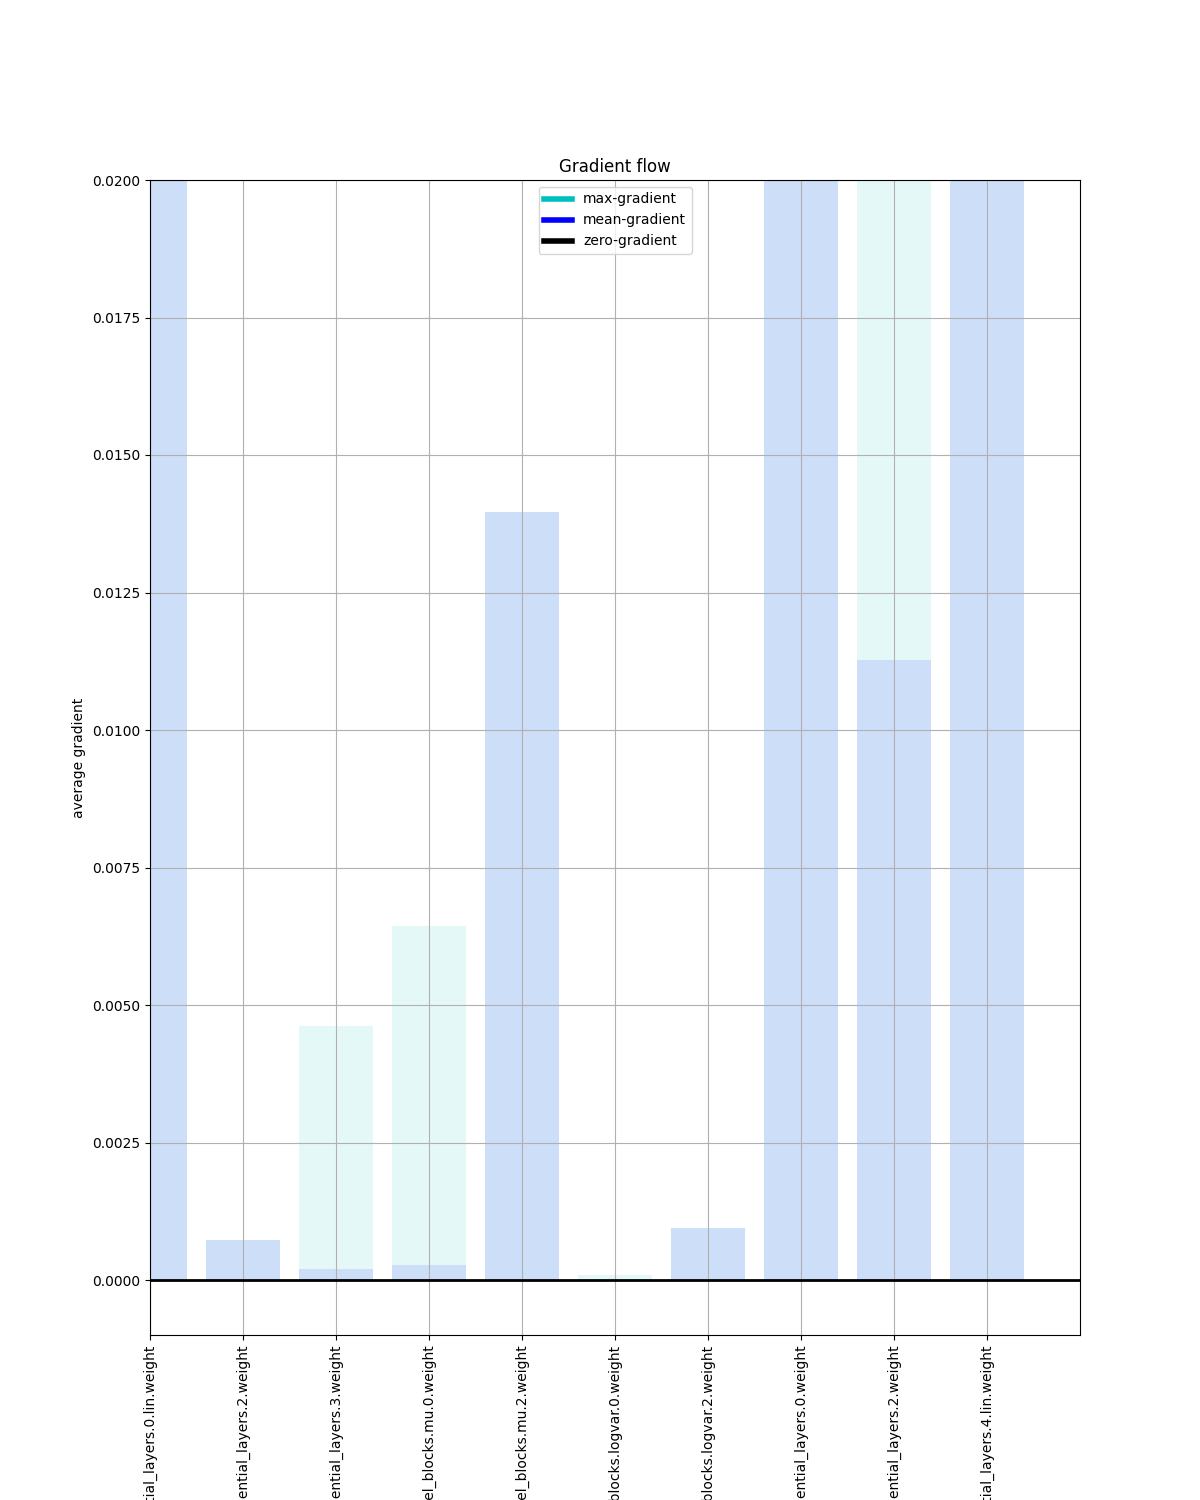 Gradient flow
max-gradient
mean-gradient
zero-gradient
0.0200
0.0175
0.0150
0.0125
0.0100
0.0075
0.0050
0.0025
0.0000
average gradient
tial_layers.0.lin.weight
ential_layers.2.weight
ential_layers.3.weight
el_blocks.mu.0.weight
el_blocks.mu.2.weight
blocks.logvar.0.weight
blocks.logvar.2.weight
ential_layers.0.weight
ential_layers.2.weight
tial_layers.4.lin.weight